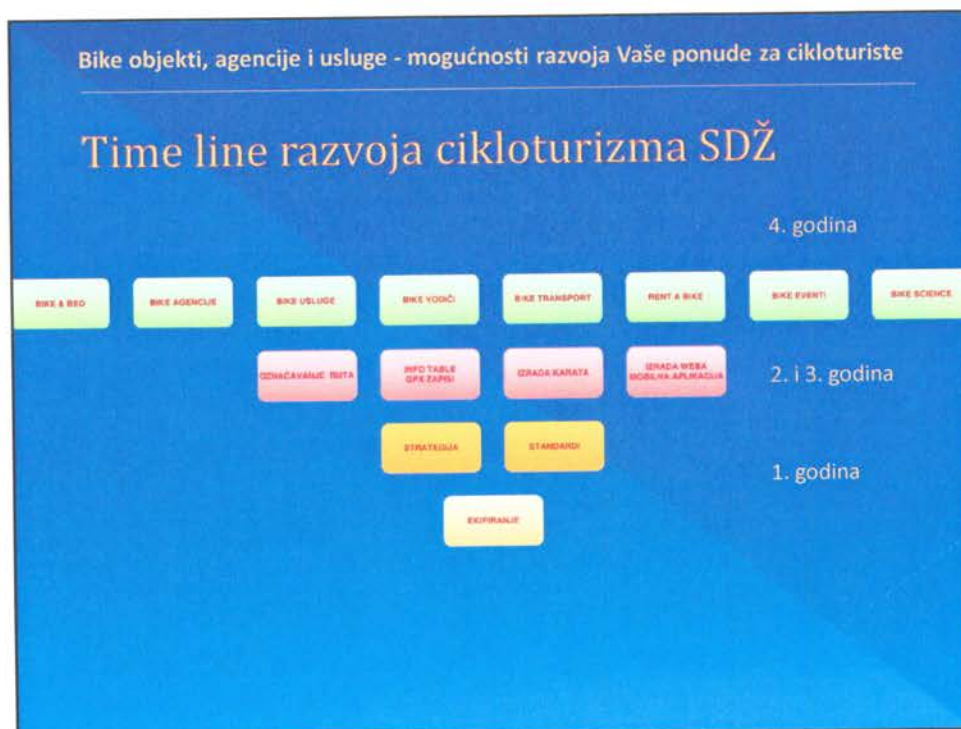 Bike objekti, agencije i usluge - mogućnosti razvoja Vaše ponude za cikloturiste
Time line razvoja cikloturizma SDŽ
4. godina
BIKE & BED
BIKE AGENCIJE
BIKE USLUGE
BIKE VODIČI
BIKE TRANSPORT
RENT A BIKE
BIKE EVENTI
BIKE SCIENCE
OZNAČAVANJE RUTA
INFO TABLE
GPX ZAPISI
IZRADA KARATA
IZRADA WEBA
MOBILNA APLIKACIJA
2. i 3. godina
STRATEGIJA
STANDARDI
1. godina
EKIPIRANJE